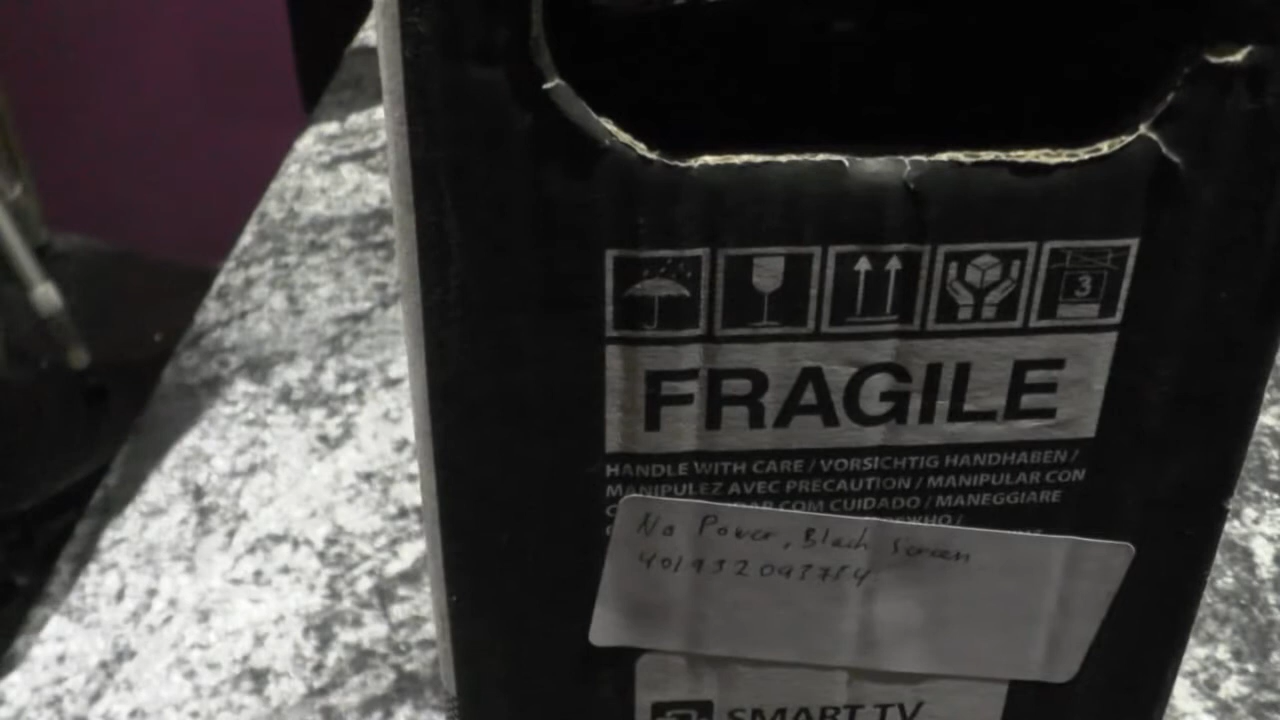 3
FRAGILE
HANDLE WITH CARE / VORSICHTIG HANDHABEN /
MANIPULEZ AVEC PRECAUTION / MANIPULAR CON
COM CUIDADO / MANEGGIARE
No Power, Black Screen
SMART TV